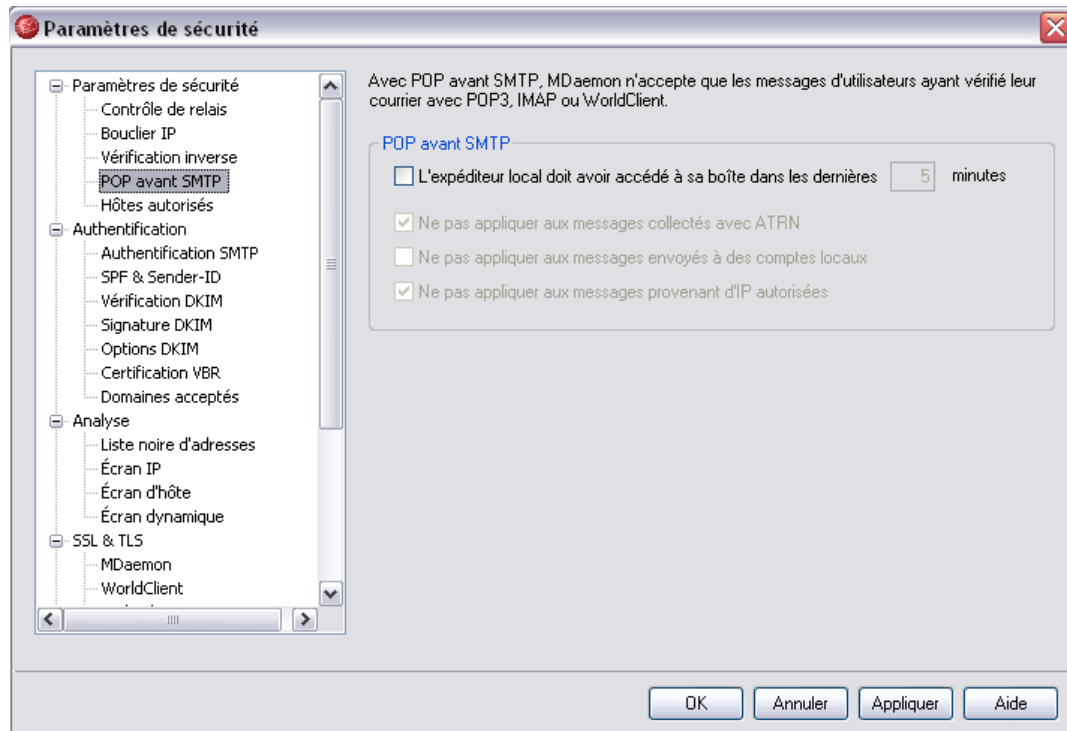 Paramètres de sécurité
Paramètres de sécurité
Contrôle de relais
Bouclier IP
Vérification inverse
POP avant SMTP
Hôtes autorisés
Authentification
Authentification SMTP
SPF & Sender-ID
Vérification DKIM
Signature DKIM
Options DKIM
Certification VBR
Domaines acceptés
Analyse
Liste noire d'adresses
Écran IP
Écran d'hôte
Écran dynamique
SSL & TLS
MDaemon
WorldClient
Avec POP avant SMTP, MDaemon n'accepte que les messages d'utilisateurs ayant vérifié leur
courrier avec POP3, IMAP ou WorldClient.
POP avant SMTP
L'expéditeur local doit avoir accédé à sa boîte dans les dernières 5 minutes
Ne pas appliquer aux messages collectés avec ATRN
Ne pas appliquer aux messages envoyés à des comptes locaux
Ne pas appliquer aux messages provenant d'IP autorisées
OK Annuler Appliquer Aide